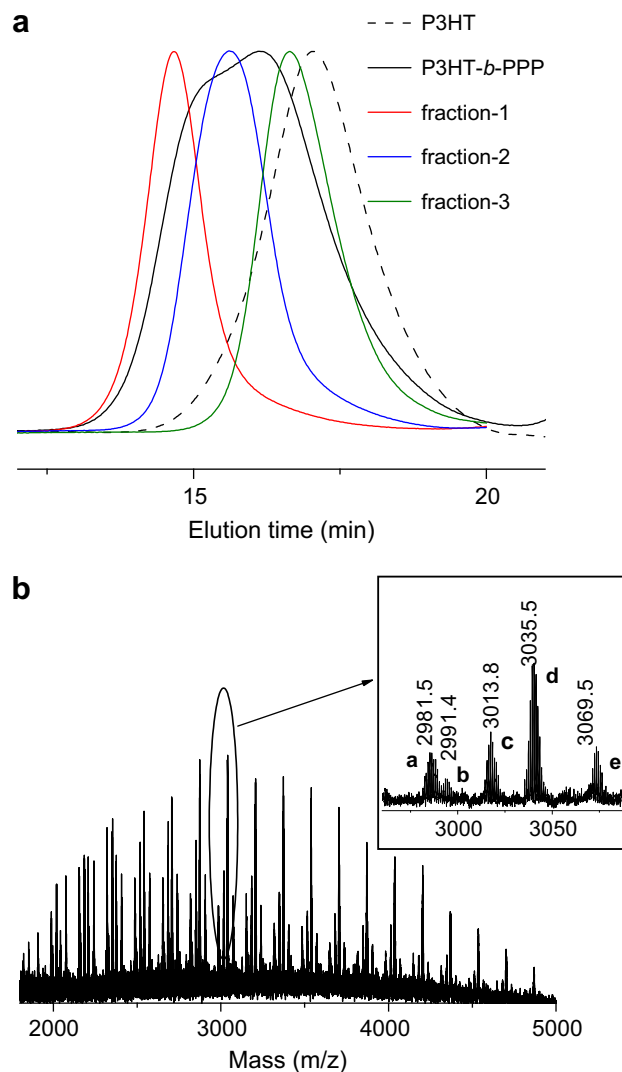 a
P3HT
P3HT-b-PPP
fraction-1
fraction-2
fraction-3
15 20
Elution time (min)
b
2981.5 2991.4 3013.8 3035.5 3069.5
a b c d e
3000 3050
2000 3000 4000 5000
Mass (m/z)